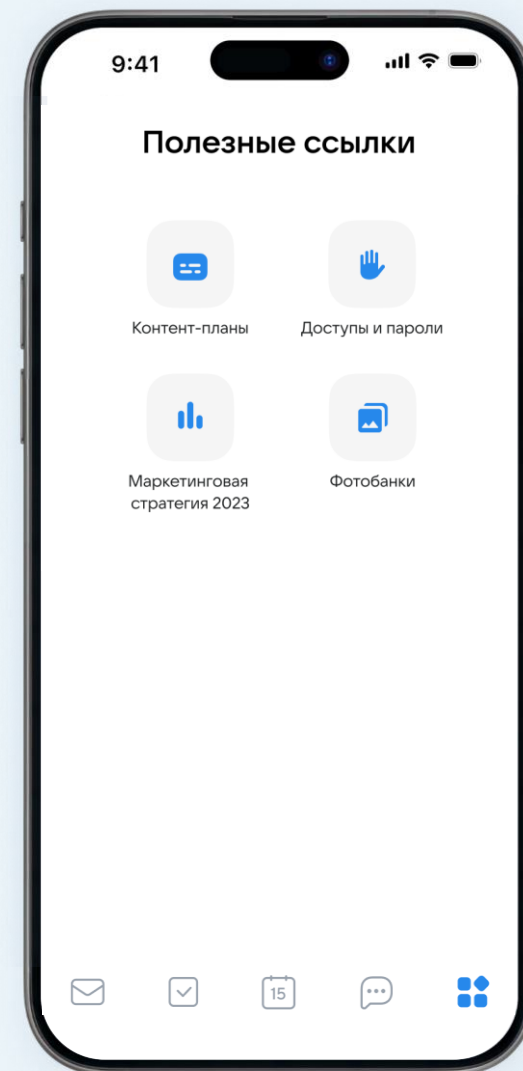 9:41
Полезные ссылки
Контент-планы
Доступы и пароли
Маркетинговая
стратегия 2023
Фотобанки
15